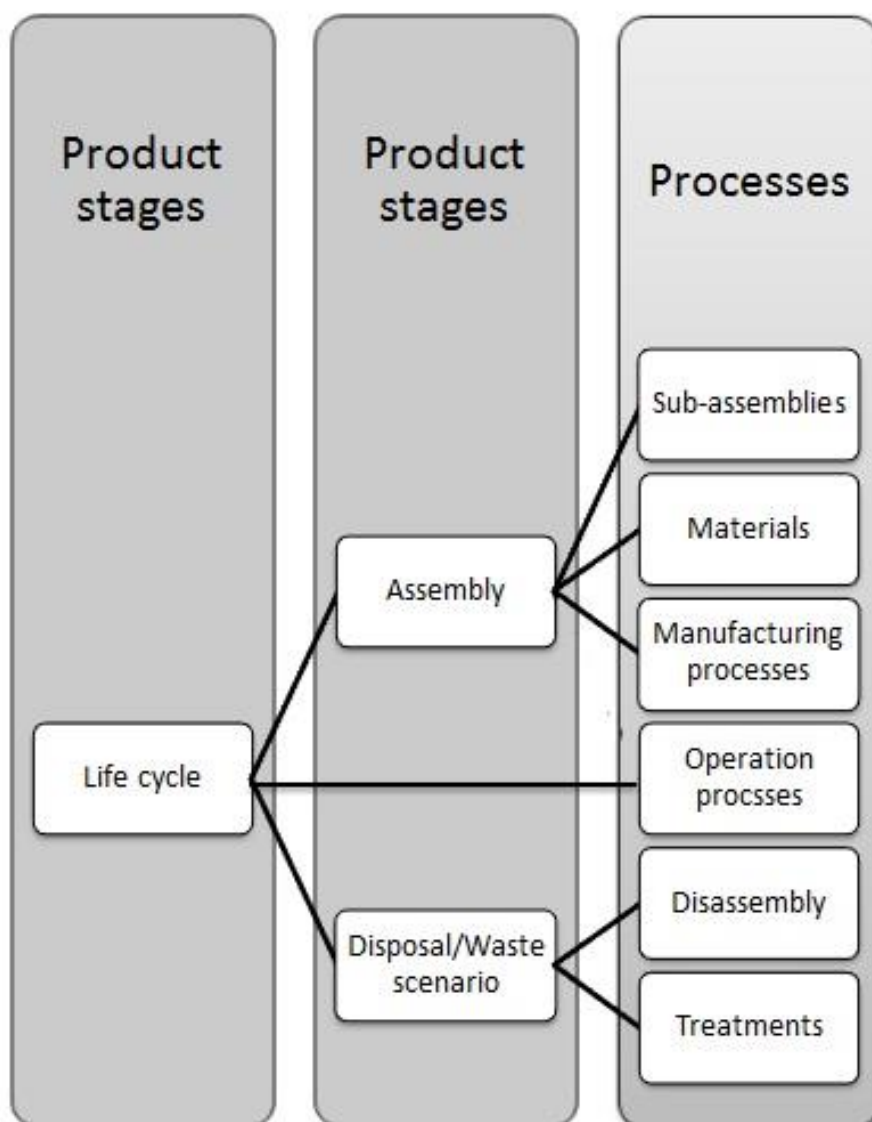 Product
stages
Product
stages
Processes
Sub-assemblies
Materials
Assembly
Manufacturing
processes
Life cycle
Operation
procsses
Disassembly
Disposal/Waste
scenario
Treatments